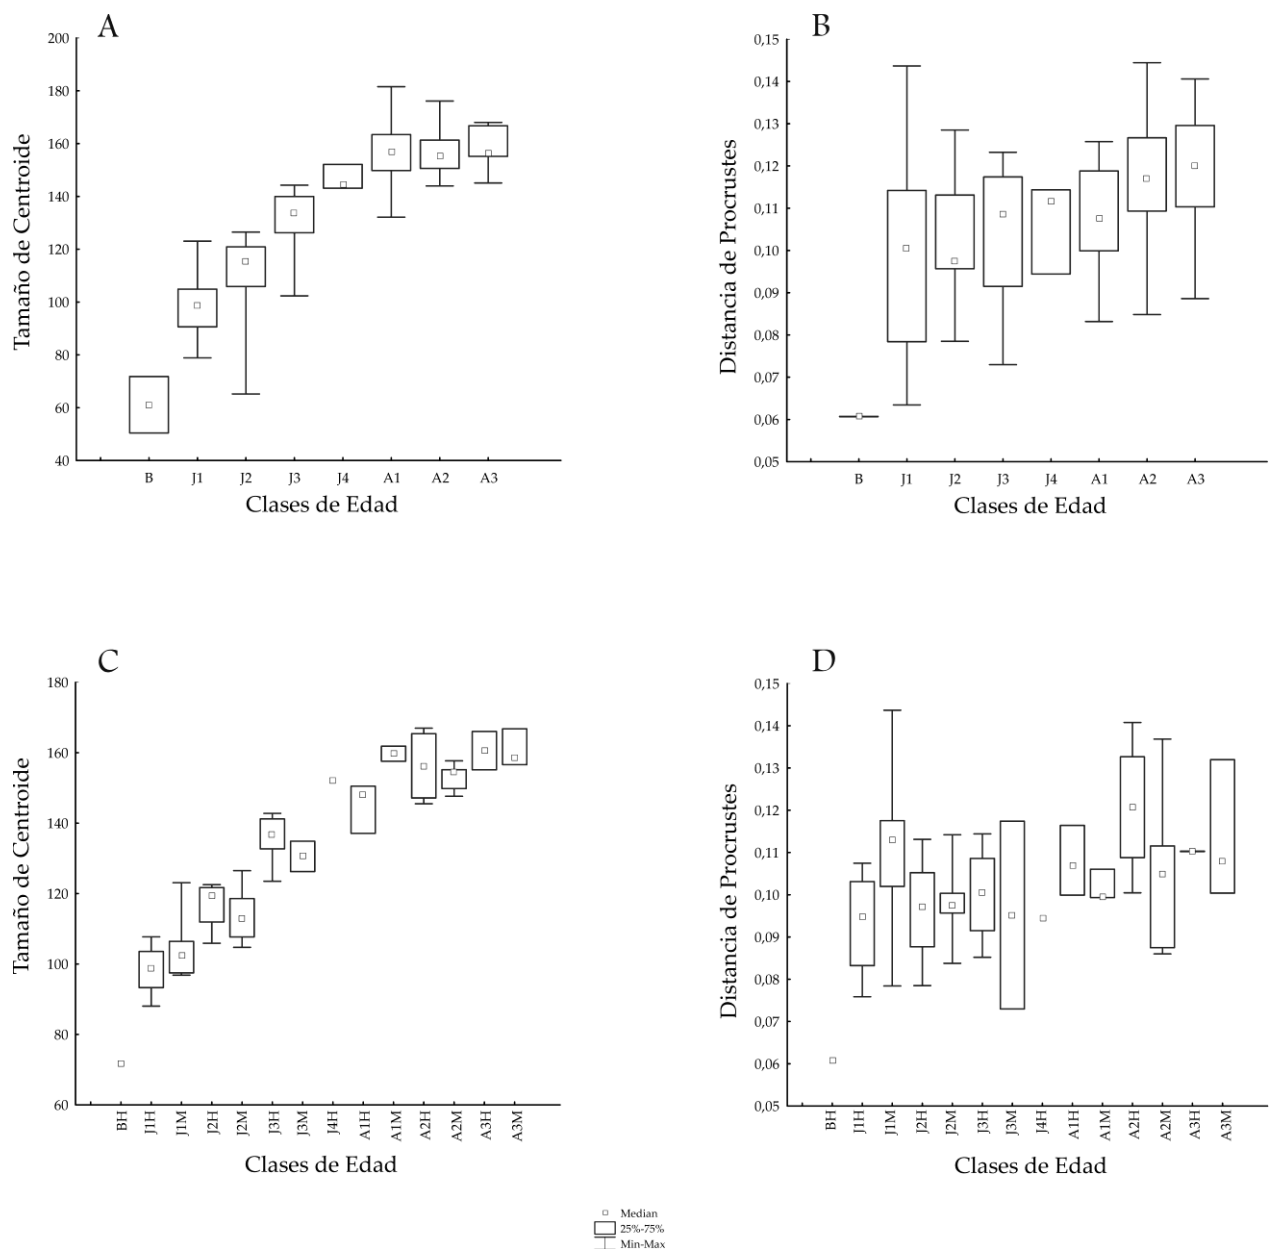 A
200
180
160
140
120
100
80
60
40
Tamaño de Centroide
B J1 J2 J3 J4 A1 A2 A3
Clases de Edad
B
0,15
0,14
0,13
0,12
0,11
0,10
0,09
0,08
0,07
0,06
0,05
Distancia de Procrustes
B J1 J2 J3 J4 A1 A2 A3
Clases de Edad
C
180
160
140
120
100
80
60
Tamaño de Centroide
BH J1H J1M J2H J2M J3H J3M J4H A1H A1M A2H A2M A3H A3M
Clases de Edad
D
0,15
0,14
0,13
0,12
0,11
0,10
0,09
0,08
0,07
0,06
0,05
Distancia de Procrustes
BH J1H J1M J2H J2M J3H J3M J4H A1H A1M A2H A2M A3H A3M
Clases de Edad
Median
25%-75%
Min-Max